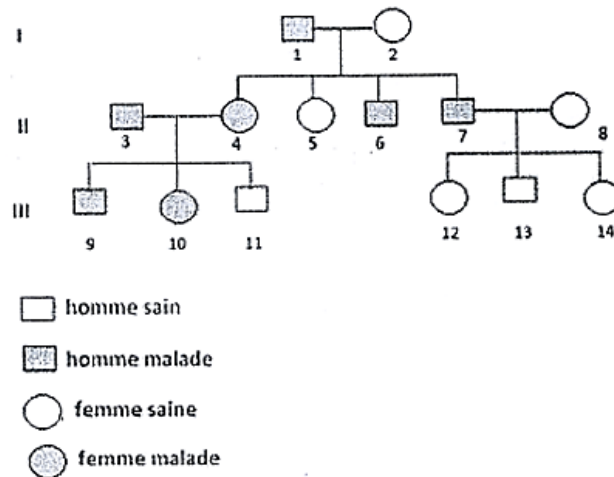 I
1 2
II
3 4 5 6 7 8
III
9 10 11 12 13 14
homme sain
homme malade
femme saine
femme malade